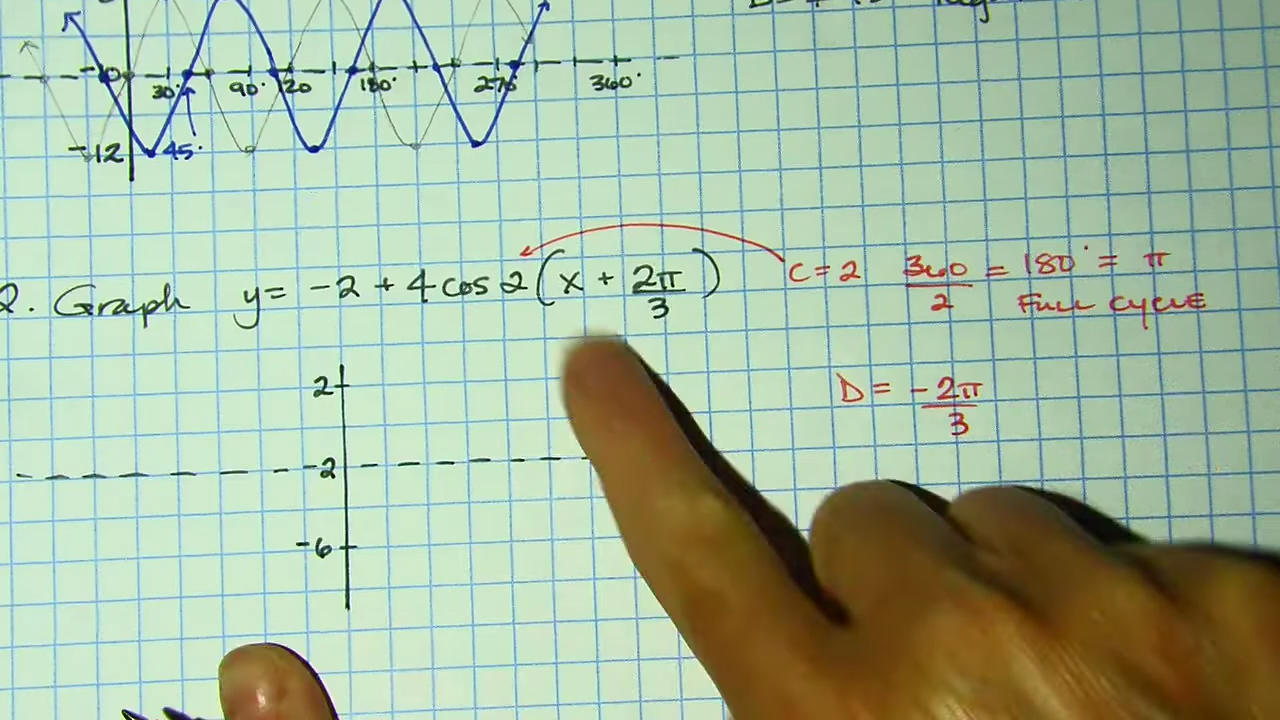 0 30° 90° 120 180° 270° 360°
-12 45°
2. Graph y = -2 + 4 cos 2 (x + 2π/3)
C = 2 360/2 = 180° = π
Full cycle
D = -2π/3
2
-2
-6